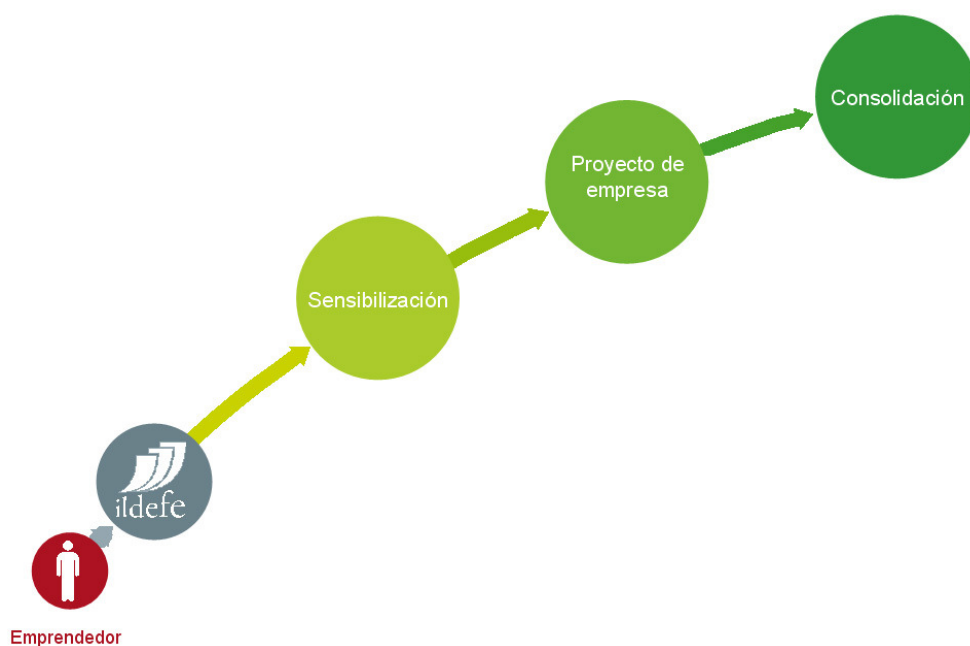 Consolidación
Proyecto de
empresa
Sensibilización
ildefe
Emprendedor